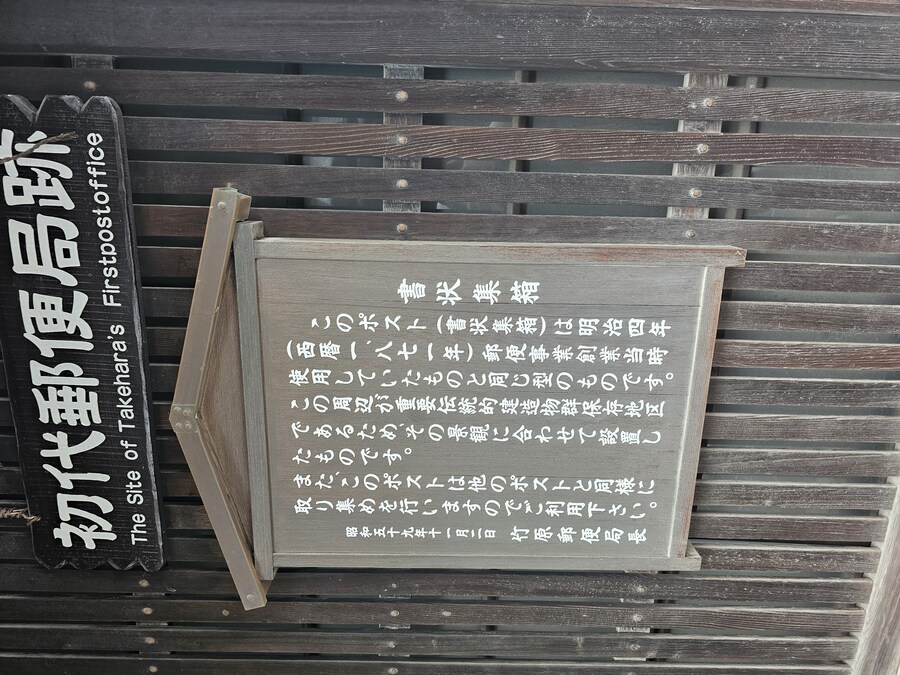 初代郵便局跡
The Site of Takehara's Firstpostoffice
書状集箱
このポスト(書状集箱)は明治四年
(西暦一、八七一年)郵便事業創業当時
使用していたものと同じ型のものです。
この周辺が重要伝統的建造物群保存地区
であるため、その景観に合わせて設置し
たものです。
またこのポストは他のポストと同様に
取り集めを行いますのでご利用下さい。
昭和五十九年十一月二日 竹原郵便局長